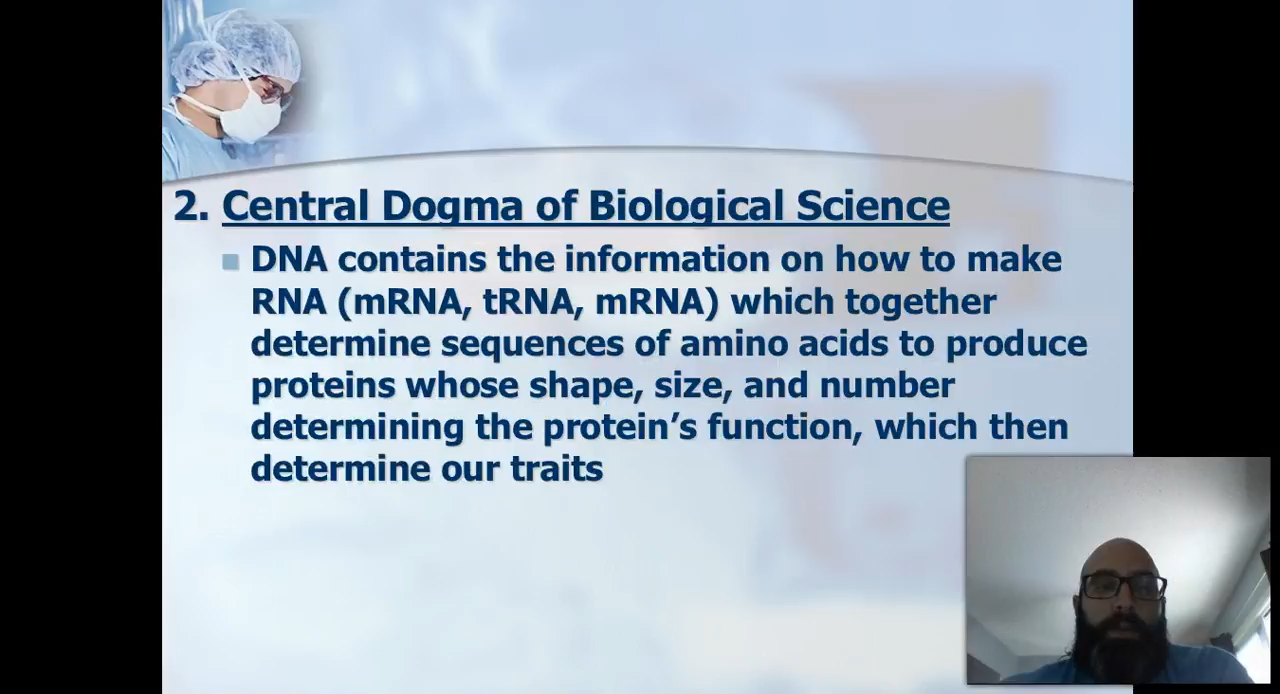 2. Central Dogma of Biological Science
DNA contains the information on how to make
RNA (mRNA, tRNA, mRNA) which together
determine sequences of amino acids to produce
proteins whose shape, size, and number
determining the protein's function, which then
determine our traits